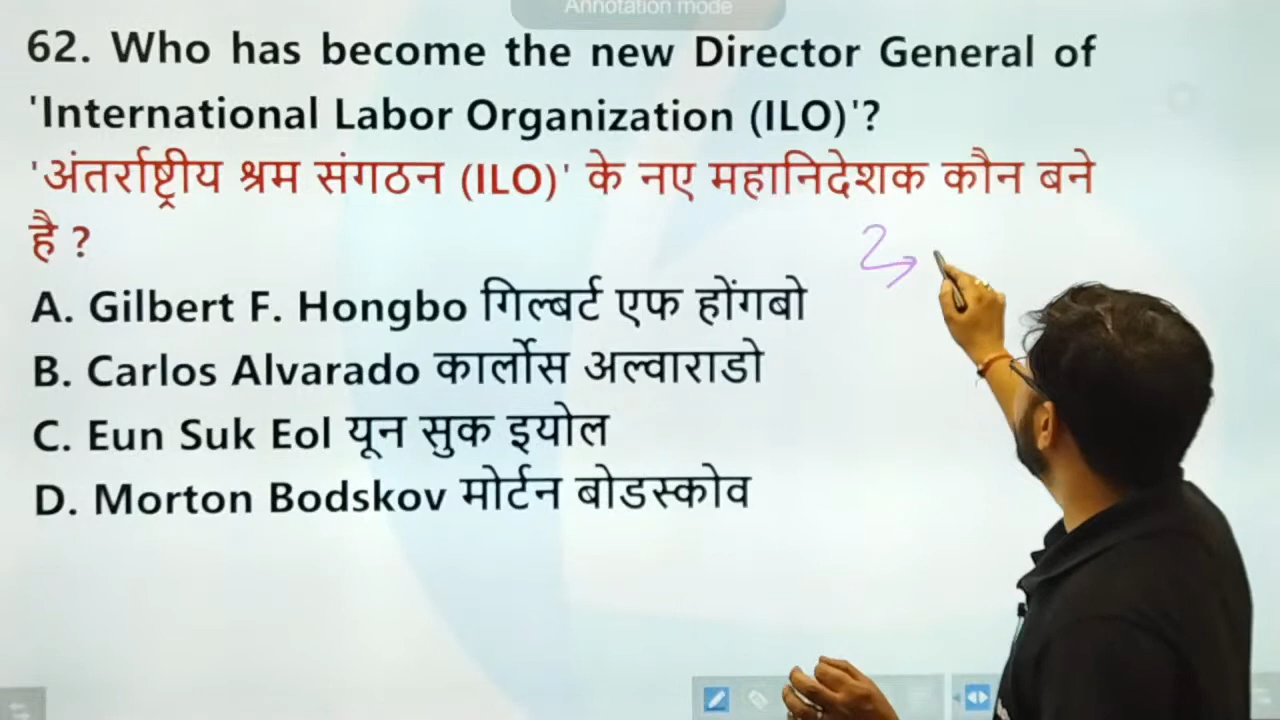 Annotation mode
62. Who has become the new Director General of
'International Labor Organization (ILO)'?
'अंतर्राष्ट्रीय श्रम संगठन (ILO)' के नए महानिदेशक कौन बने
है ?
A. Gilbert F. Hongbo गिल्बर्ट एफ होंगबो
B. Carlos Alvarado कार्लोस अल्वाराडो
C. Eun Suk Eol यून सुक इयोल
D. Morton Bodskov मोर्टन बोडस्कोव